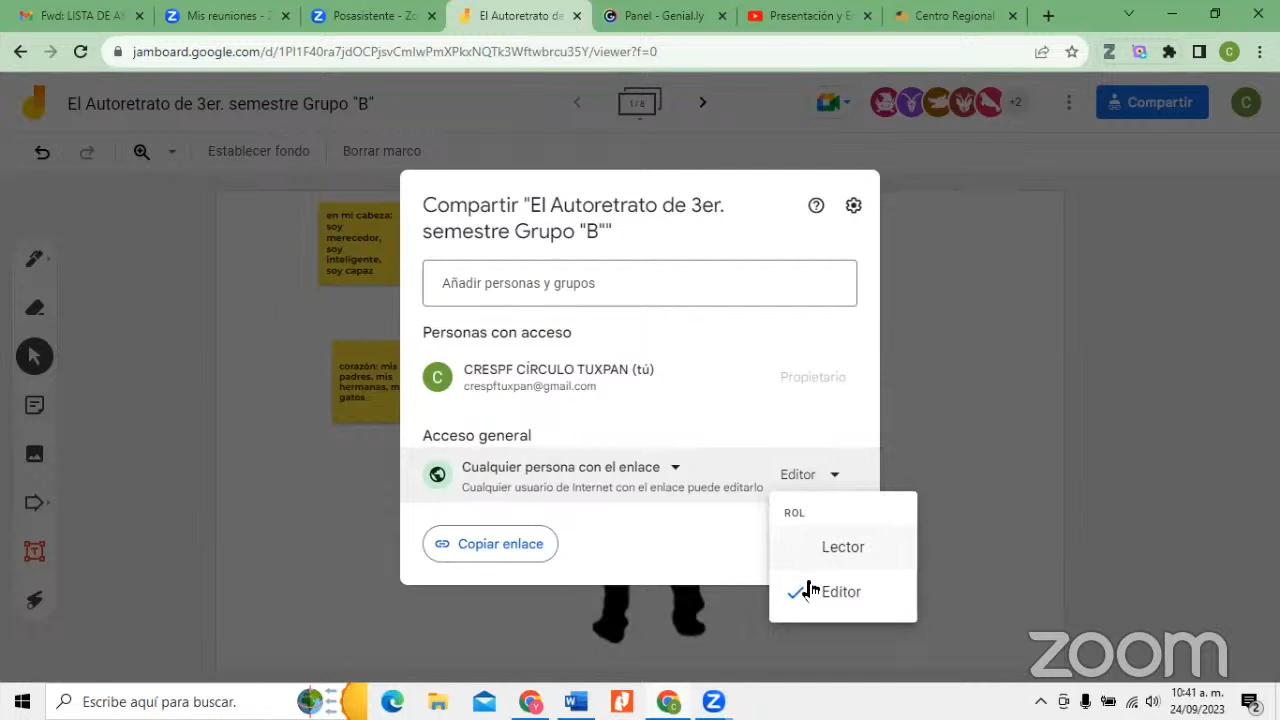 Fwd: LISTA DE AS
Mis reuniones - Z
Posasistente - Zo
El Autoretrato de
Panel - Genial.ly
Presentación y E
Centro Regional
jamboard.google.com/d/1PI1F40ra7jdOCPjsvCmIwPmXPkxNQTk3Wftwbrcu35Y/viewer?f=0
El Autoretrato de 3er. semestre Grupo "B"
1/8
+2
Compartir
C
Establecer fondo
Borrar marco
en mi cabeza:
soy
merecedor,
soy
inteligente,
soy capaz
corazón: mis
padres, mis
hermanas, m
gatos.
Compartir "El Autoretrato de 3er.
semestre Grupo "B""
Añadir personas y grupos
Personas con acceso
C
CRESPF CÍRCULO TUXPAN (tú)
crespftuxpan@gmail.com
Propietario
Acceso general
Cualquier persona con el enlace
Cualquier usuario de Internet con el enlace puede editarlo
Editor
ROL
Lector
Editor
Copiar enlace
zoom
Escribe aquí para buscar.
10:41 a. m.
24/09/2023
2